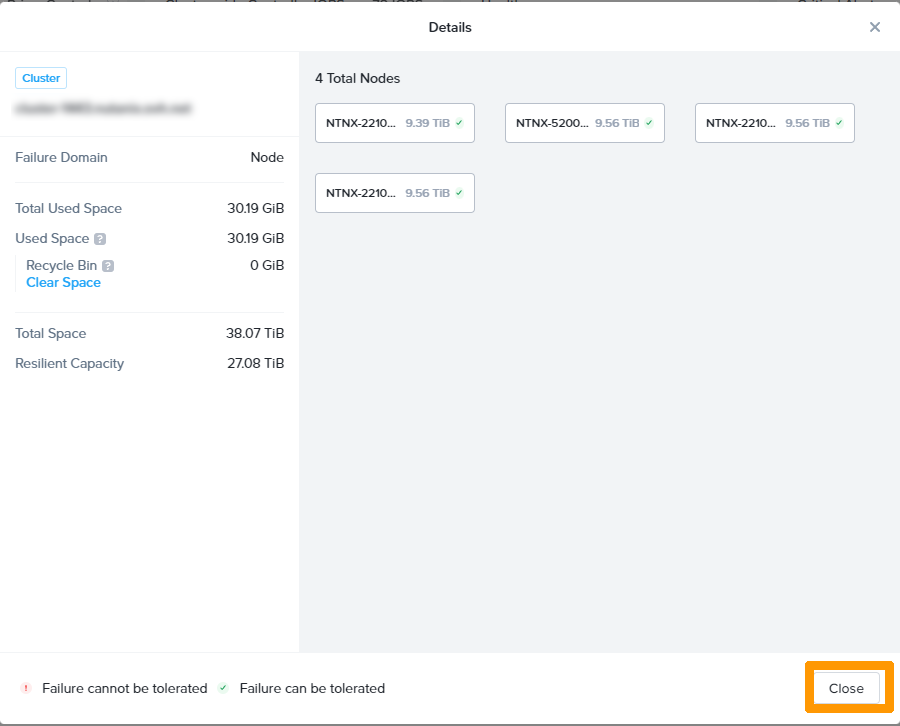 Details
Cluster
Failure Domain Node
Total Used Space 30.19 GiB
Used Space ? 30.19 GiB
Recycle Bin ? 0 GiB
Clear Space
Total Space 38.07 TiB
Resilient Capacity 27.08 TiB
4 Total Nodes
NTNX-2210... 9.39 TiB
NTNX-5200... 9.56 TiB
NTNX-2210... 9.56 TiB
NTNX-2210... 9.56 TiB
! Failure cannot be tolerated Failure can be tolerated
Close